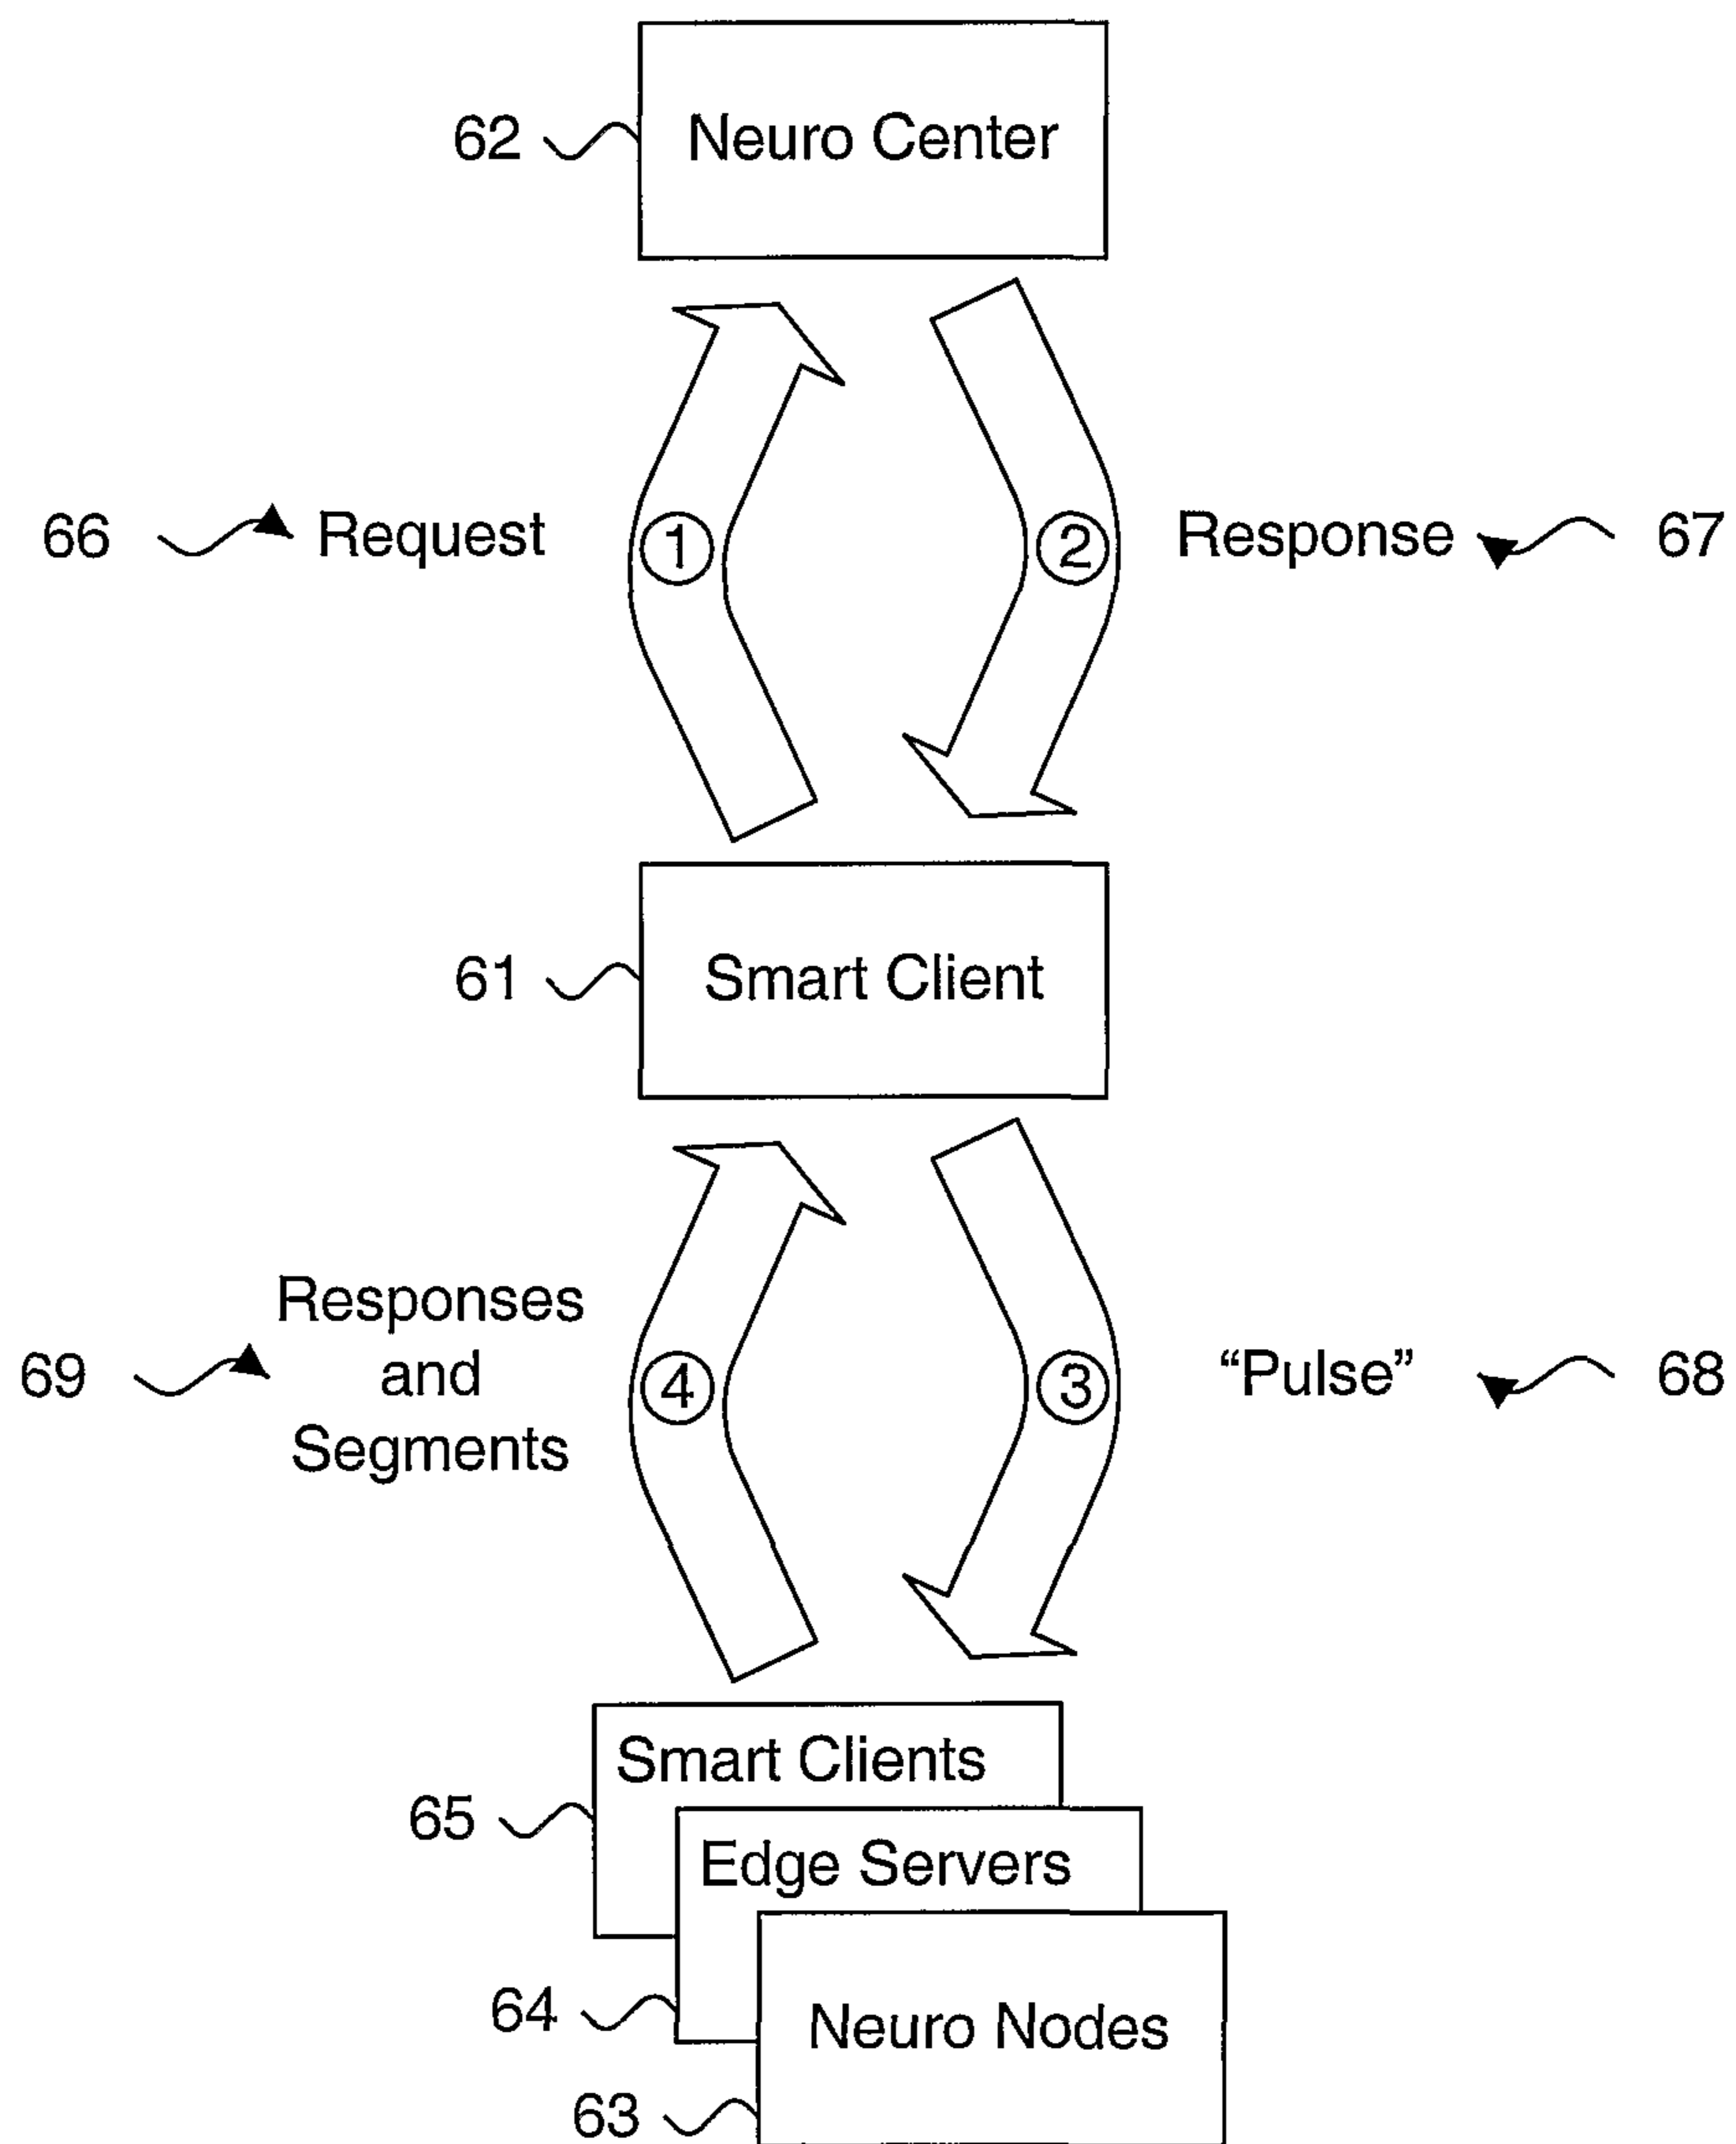 62
Neuro Center
66
Request
1
2
Response
67
61
Smart Client
69
Responses
and
Segments
4
3
“Pulse”
68
Smart Clients
65
Edge Servers
64
Neuro Nodes
63